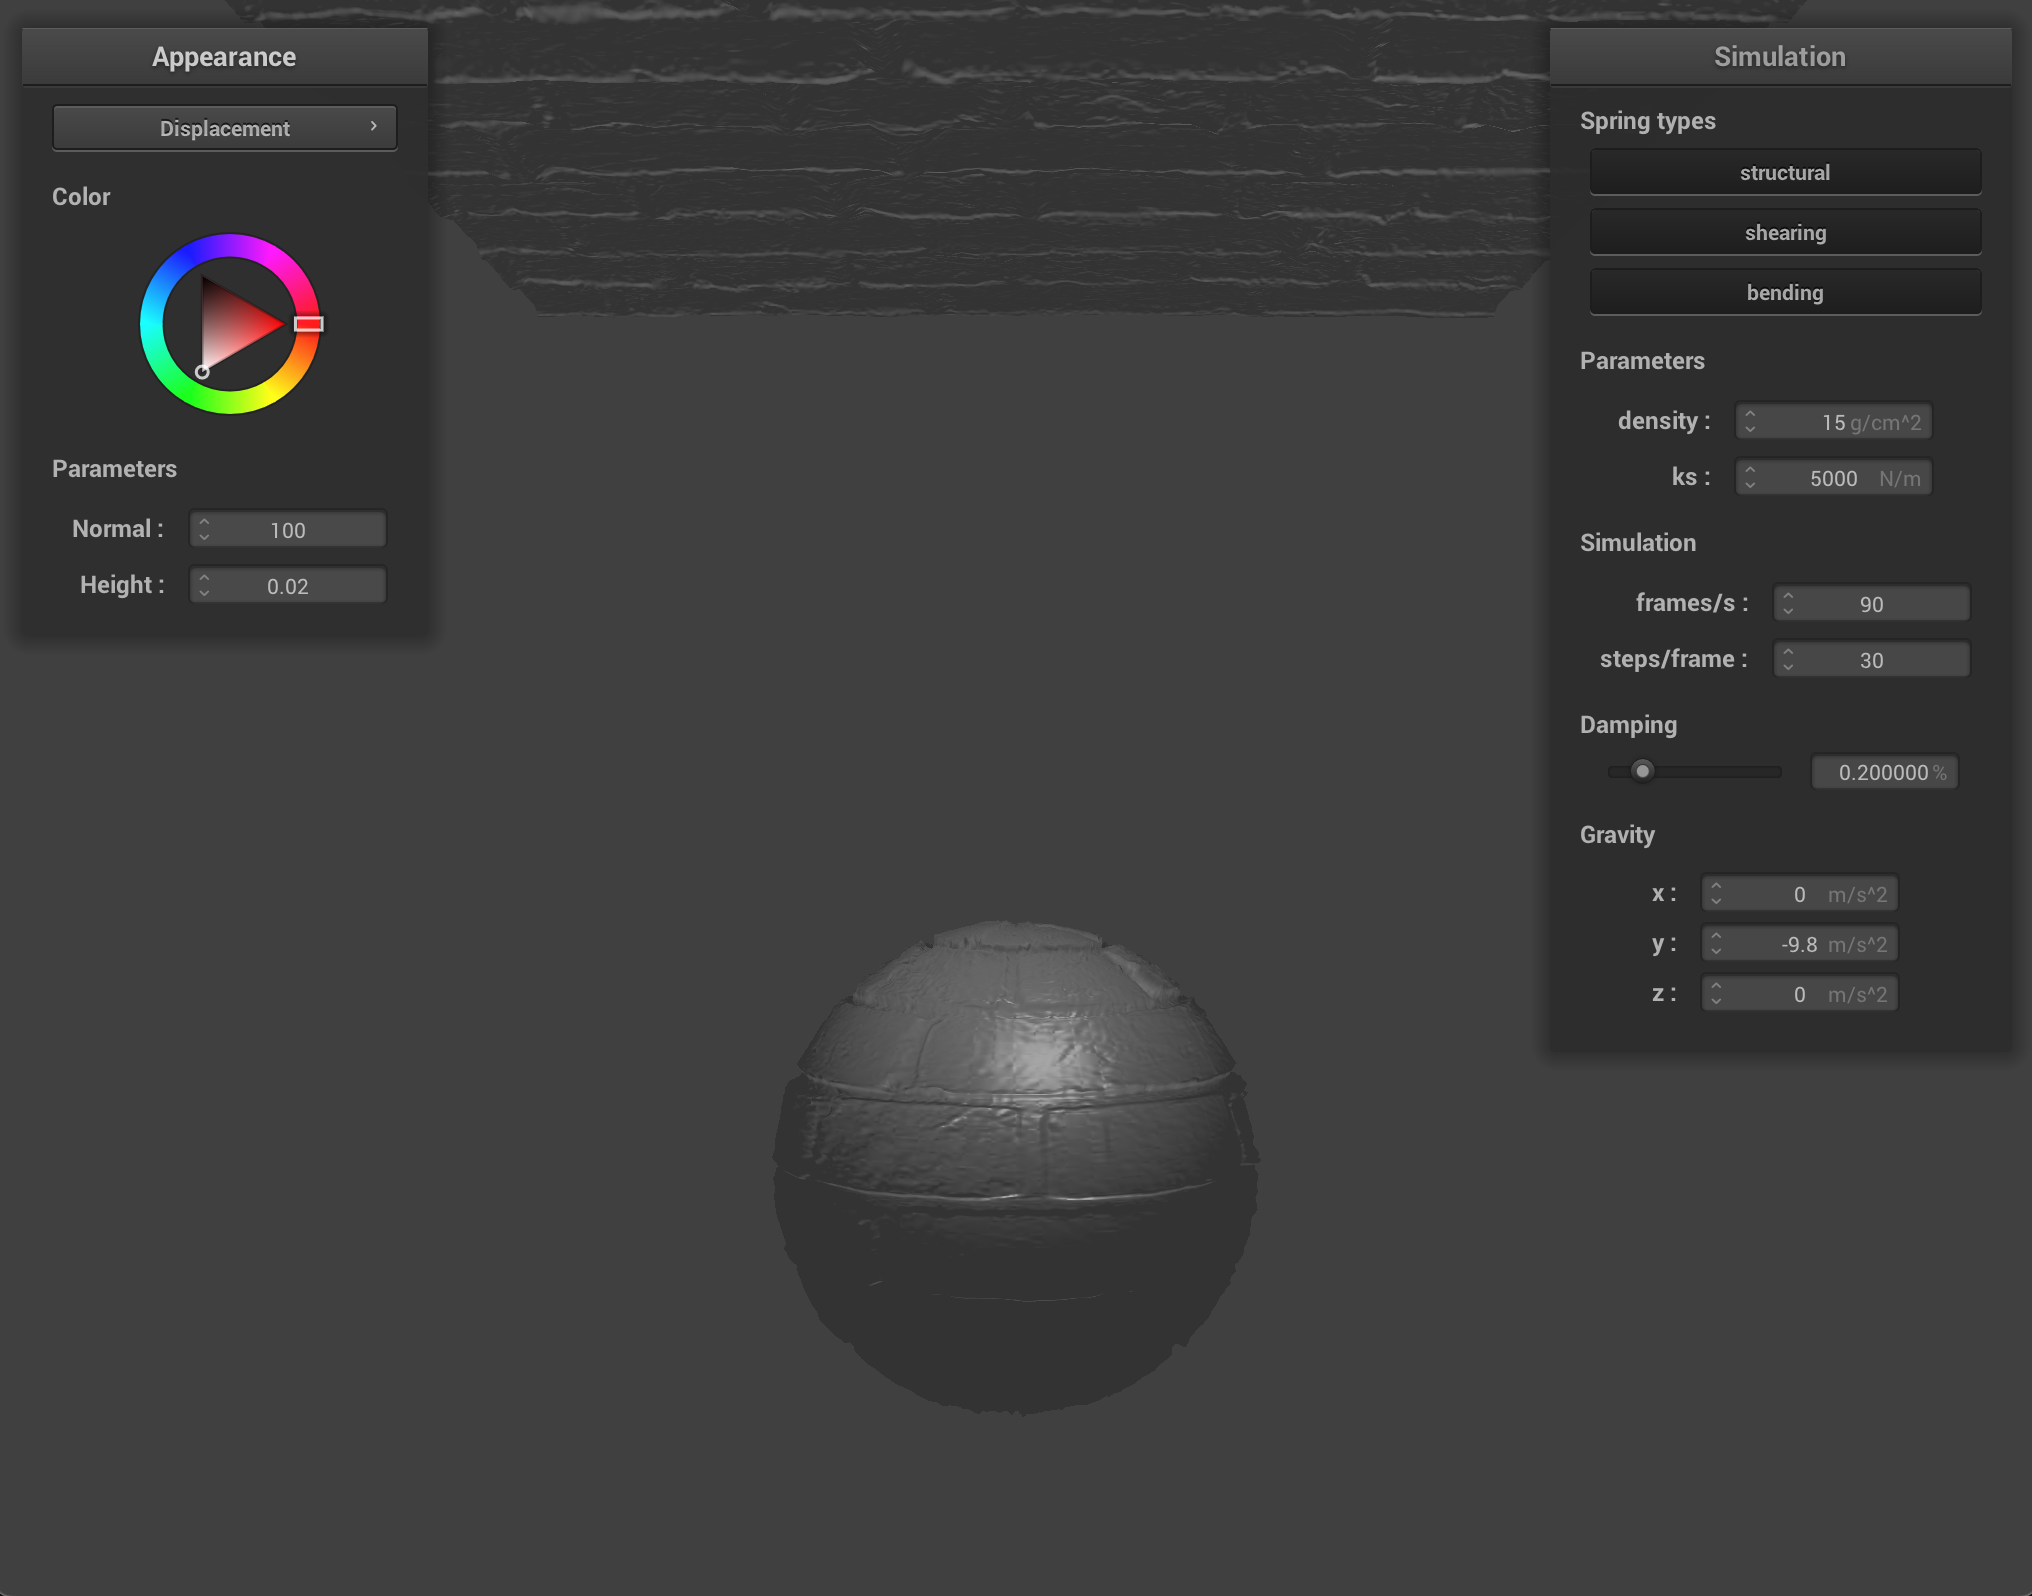 Appearance
Displacement
Color
Parameters
Normal : 100
Height : 0.02
Simulation
Spring types
structural
shearing
bending
Parameters
density : 15 g/cm^2
ks : 5000 N/m
Simulation
frames/s : 90
steps/frame : 30
Damping
0.200000 %
Gravity
x : 0 m/s^2
y : -9.8 m/s^2
z : 0 m/s^2